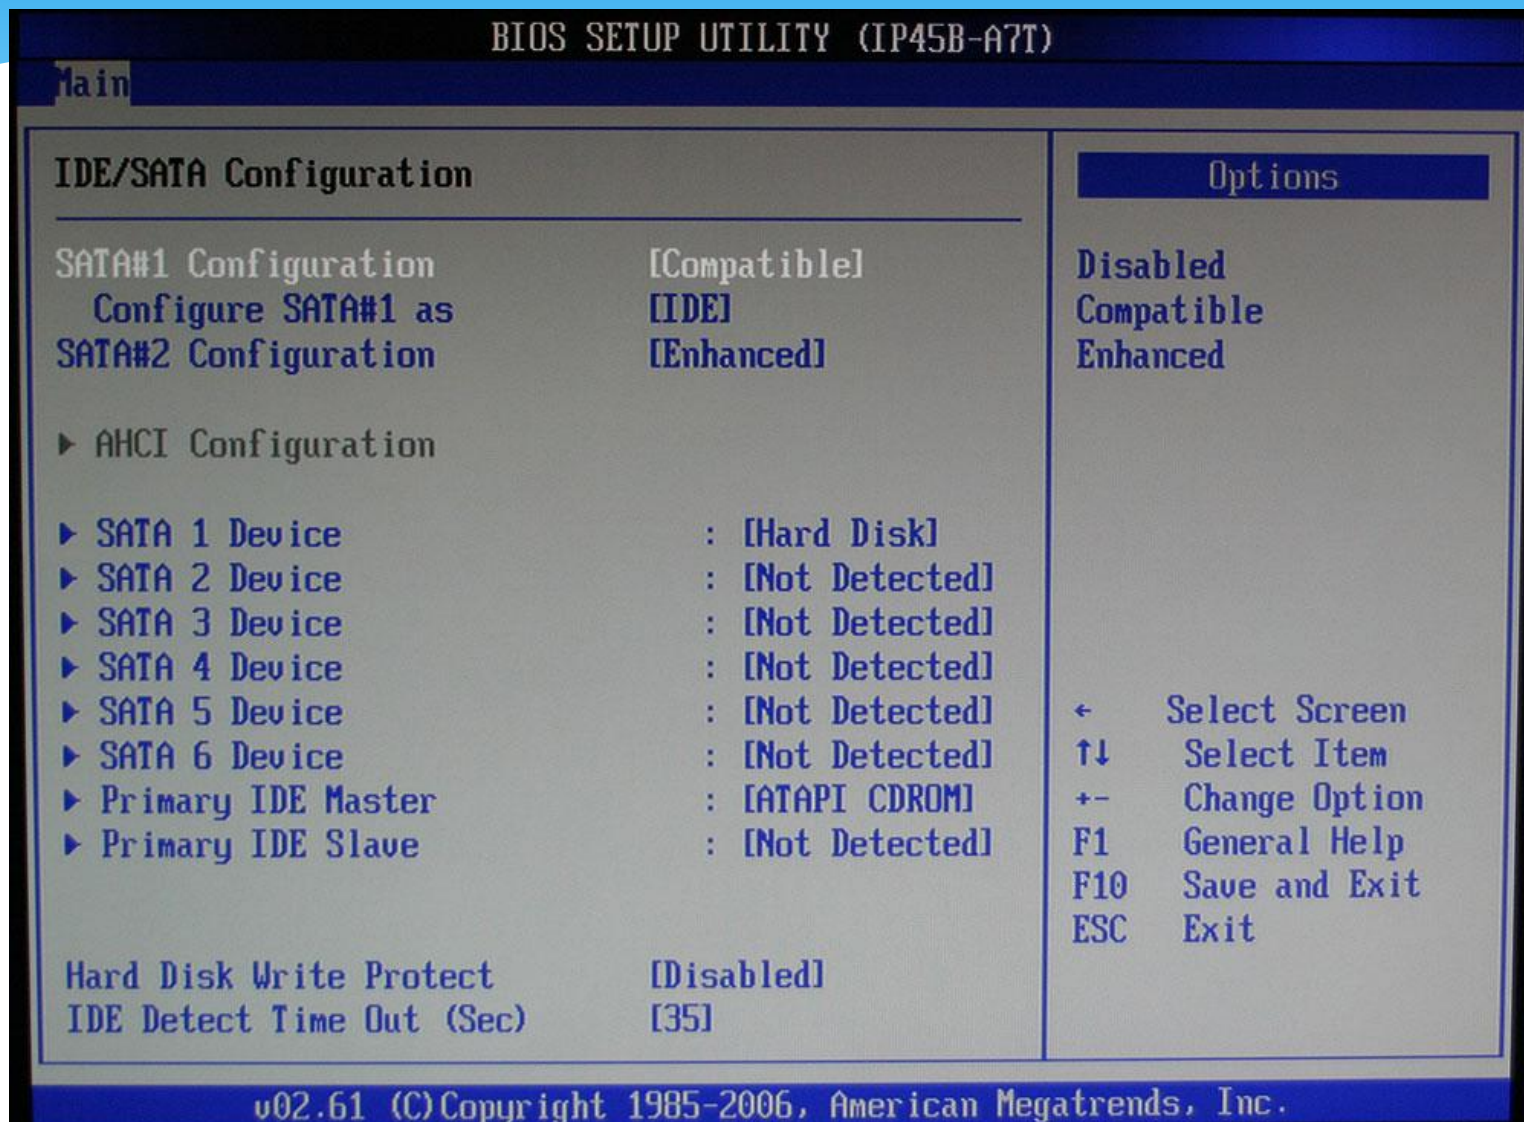 BIOS SETUP UTILITY (IP45B-A7T)
Main
IDE/SATA Configuration
SATA#1 Configuration [Compatible]
Configure SATA#1 as [IDE]
SATA#2 Configuration [Enhanced]
AHCI Configuration
SATA 1 Device : [Hard Disk]
SATA 2 Device : [Not Detected]
SATA 3 Device : [Not Detected]
SATA 4 Device : [Not Detected]
SATA 5 Device : [Not Detected]
SATA 6 Device : [Not Detected]
Primary IDE Master : [ATAPI CDROM]
Primary IDE Slave : [Not Detected]
Hard Disk Write Protect [Disabled]
IDE Detect Time Out (Sec) [35]
Options
Disabled
Compatible
Enhanced
← Select Screen
↑↓ Select Item
+- Change Option
F1 General Help
F10 Save and Exit
ESC Exit
v02.61 (C)Copyright 1985-2006, American Megatrends, Inc.